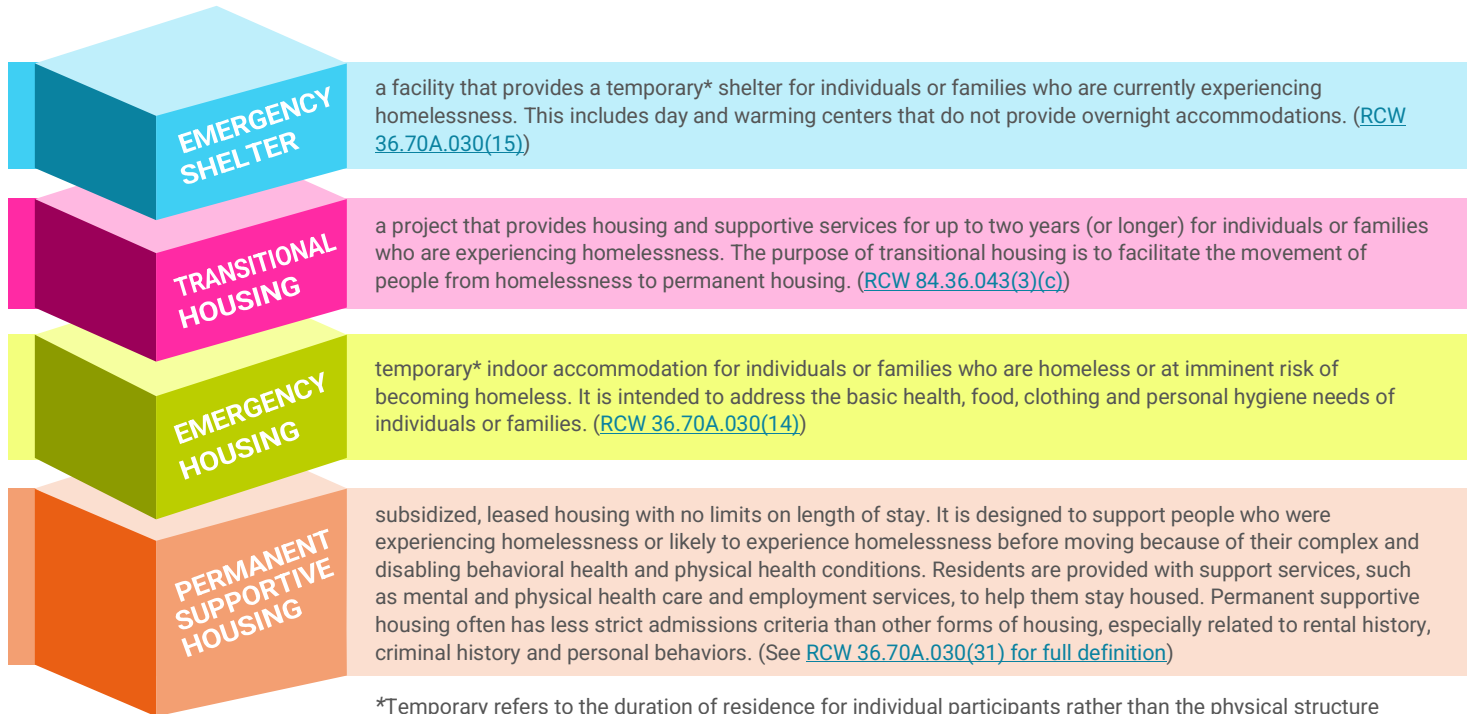 EMERGENCY
SHELTER
a facility that provides a temporary* shelter for individuals or families who are currently experiencing
homelessness. This includes day and warming centers that do not provide overnight accommodations. (RCW
36.70A.030(15))
TRANSITIONAL
HOUSING
a project that provides housing and supportive services for up to two years (or longer) for individuals or families
who are experiencing homelessness. The purpose of transitional housing is to facilitate the movement of
people from homelessness to permanent housing. (RCW 84.36.043(3)(c))
EMERGENCY
HOUSING
temporary* indoor accommodation for individuals or families who are homeless or at imminent risk of
becoming homeless. It is intended to address the basic health, food, clothing and personal hygiene needs of
individuals or families. (RCW 36.70A.030(14))
PERMANENT
SUPPORTIVE
HOUSING
subsidized, leased housing with no limits on length of stay. It is designed to support people who were
experiencing homelessness or likely to experience homelessness before moving because of their complex and
disabling behavioral health and physical health conditions. Residents are provided with support services, such
as mental and physical health care and employment services, to help them stay housed. Permanent supportive
housing often has less strict admissions criteria than other forms of housing, especially related to rental history,
criminal history and personal behaviors. (See RCW 36.70A.030(31) for full definition)
*Temporary refers to the duration of residence for individual participants rather than the physical structure